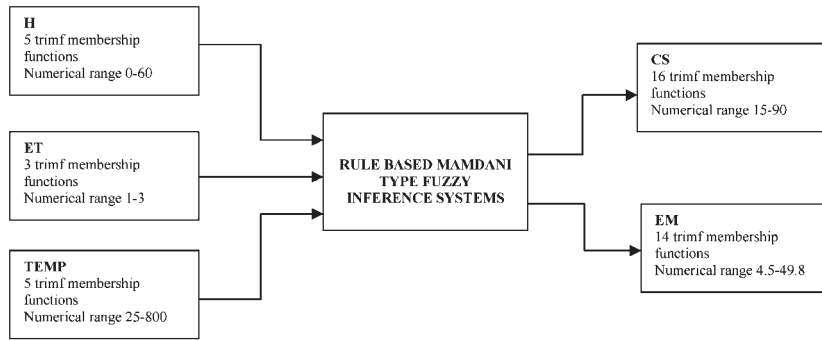 H
5 trimf membership
functions
Numerical range 0-60
ET
3 trimf membership
functions
Numerical range 1-3
TEMP
5 trimf membership
functions
Numerical range 25-800
RULE BASED MAMDANI
TYPE FUZZY
INFERENCE SYSTEMS
CS
16 trimf membership
functions
Numerical range 15-90
EM
14 trimf membership
functions
Numerical range 4.5-49.8